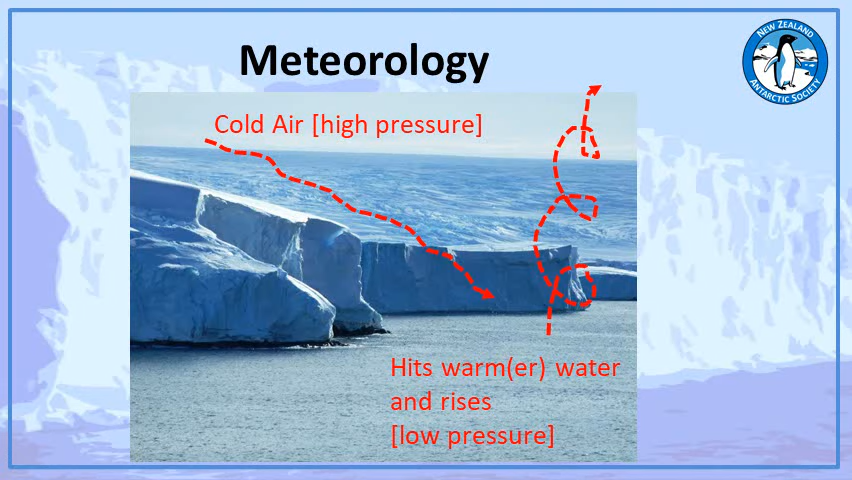 Meteorology
NEW ZEALAND
ANTARCTIC SOCIETY
Cold Air [high pressure]
Hits warm(er) water
and rises
[low pressure]